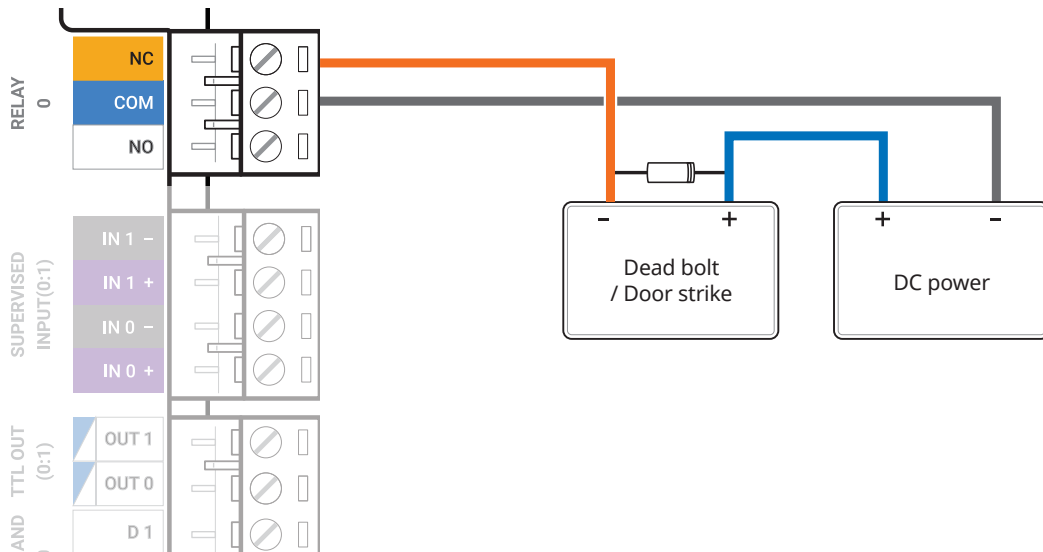 RELAY
0
NC
COM
NO
- +
Dead bolt
/ Door strike
+ -
DC power
SUPERVISED
INPUT(0:1)
IN 1 –
IN 1 +
IN 0 –
IN 0 +
TTL OUT
(0:1)
OUT 1
OUT 0
AND
D 1